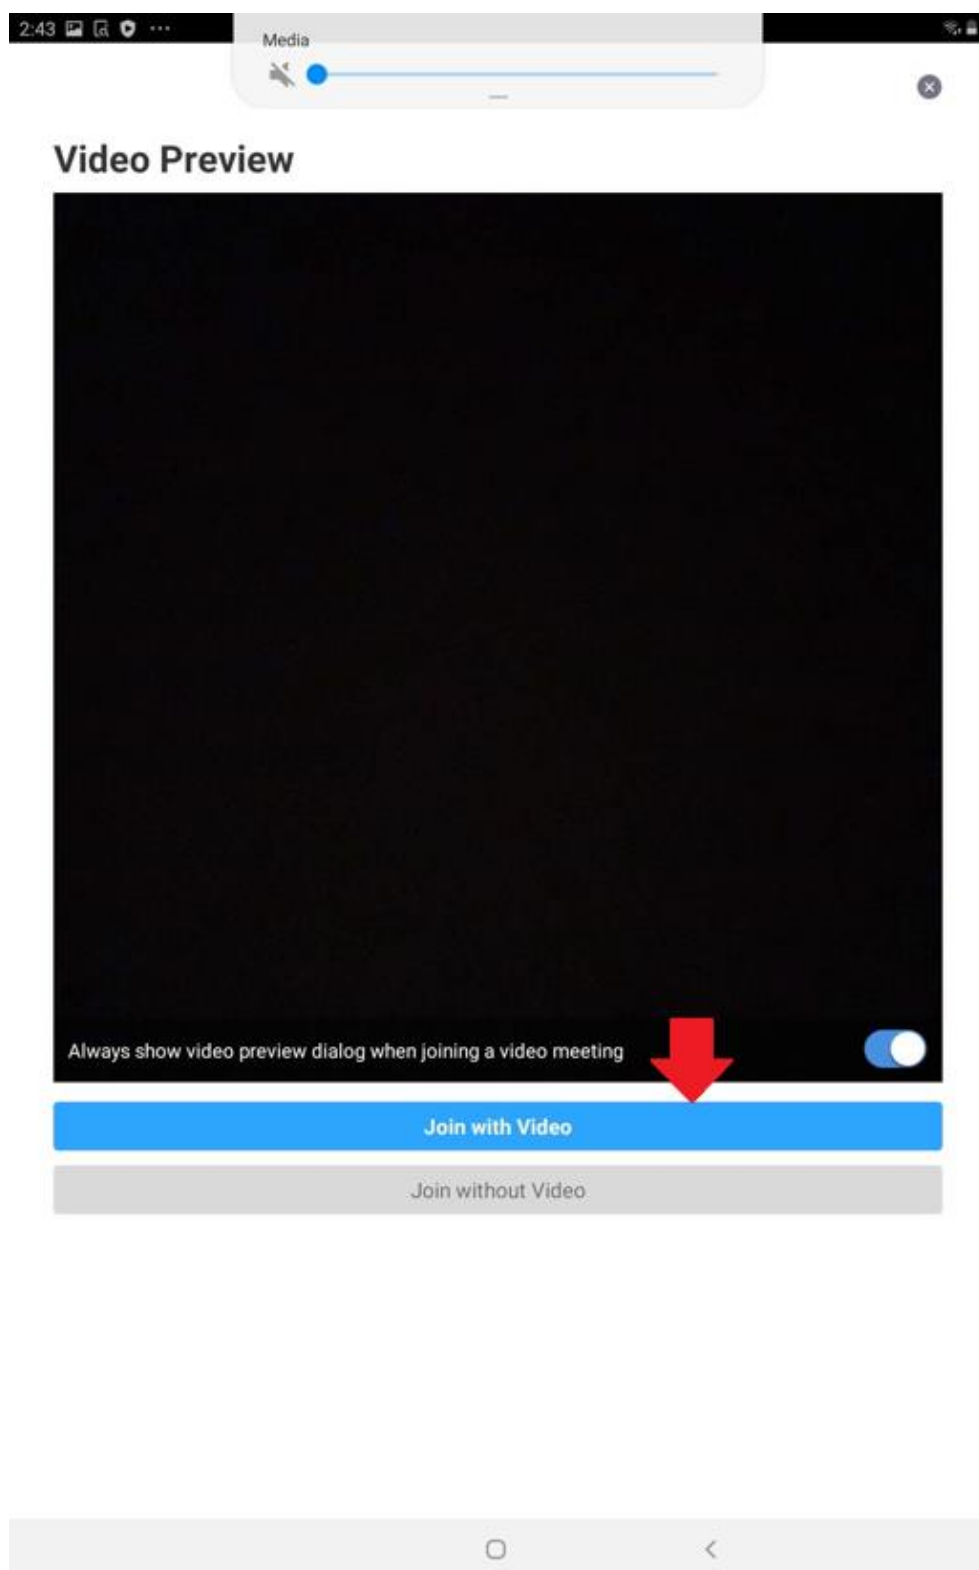 2:43
Media
Video Preview
Always show video preview dialog when joining a video meeting
Join with Video
Join without Video